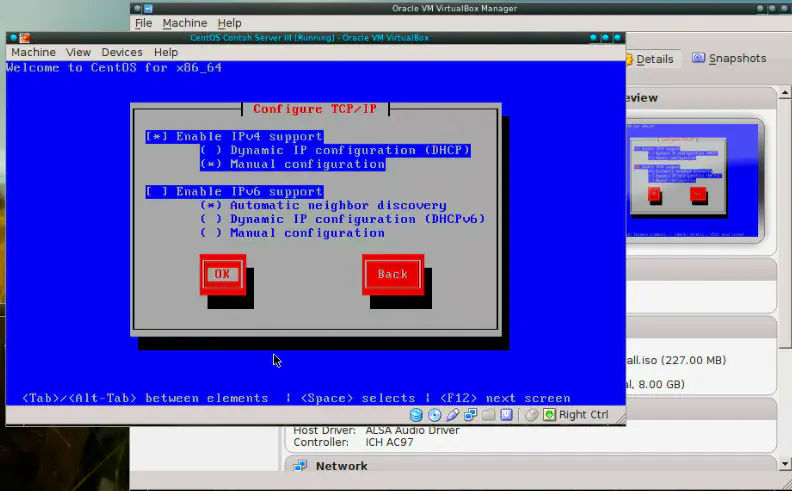 Oracle VM VirtualBox Manager
File Machine Help
CentOS Contoh Server III [Running] - Oracle VM VirtualBox
Machine View Devices Help
Details Snapshots
Welcome to CentOS for x86_64
eview
Configure TCP/IP
[*] Enable IPv4 support
( ) Dynamic IP configuration (DHCP)
(*) Manual configuration
[ ] Enable IPv6 support
(*) Automatic neighbor discovery
( ) Dynamic IP configuration (DHCPv6)
( ) Manual configuration
OK Back
all.iso (227.00 MB)
al, 8.00 GB)
<Tab>/<Alt-Tab> between elements | <Space> selects | <F12> next screen
Right Ctrl
Host Driver: ALSA Audio Driver
Controller: ICH AC97
Network